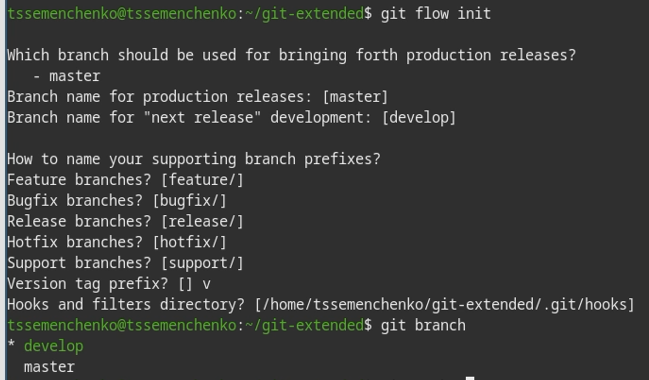 tssemenchenko@tssemenchenko:~/git-extended$ git flow init
Which branch should be used for bringing forth production releases?
   - master
Branch name for production releases: [master]
Branch name for "next release" development: [develop]
How to name your supporting branch prefixes?
Feature branches? [feature/]
Bugfix branches? [bugfix/]
Release branches? [release/]
Hotfix branches? [hotfix/]
Support branches? [support/]
Version tag prefix? [] v
Hooks and filters directory? [/home/tssemenchenko/git-extended/.git/hooks]
tssemenchenko@tssemenchenko:~/git-extended$ git branch
* develop
  master